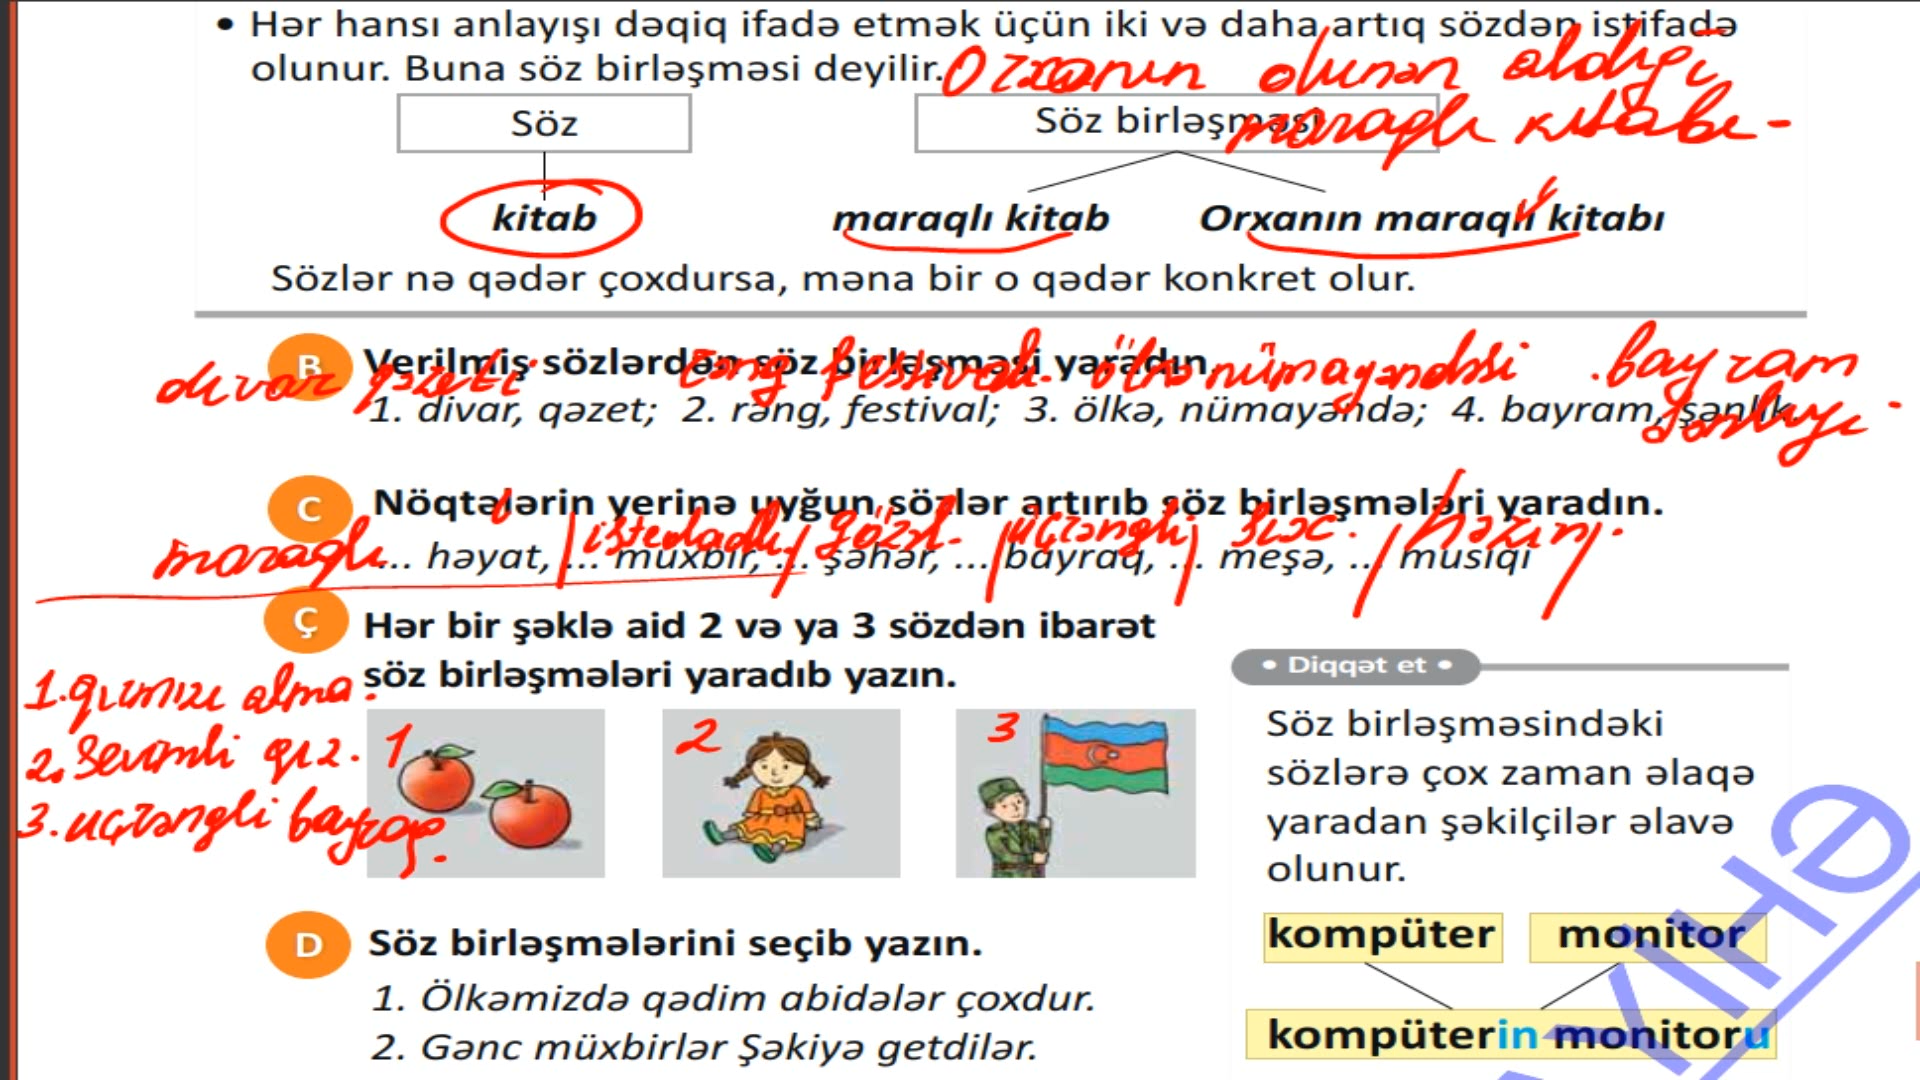 • Hər hansı anlayışı dəqiq ifadə etmək üçün iki və daha artıq sözdən istifadə
olunur. Buna söz birləşməsi deyilir.
Orxanın dünən aldığı
maraqlı kitabı -
Söz
Söz birləşməsi
kitab
maraqlı kitab
Orxanın maraqlı kitabı
Sözlər nə qədər çoxdursa, məna bir o qədər konkret olur.
B Verilmiş sözlərdən söz birləşməsi yaradın.
divar qəzeti rəng festivalı. ölkə nümayəndəsi . bayram
şənliyi
1. divar, qəzet; 2. rəng, festival; 3. ölkə, nümayəndə; 4. bayram, şənlik.
C Nöqtələrin yerinə uyğun sözlər artırıb söz birləşmələri yaradın.
maraqlı istedadlı gözəl. üçrəngli sıx. həzin.
... həyat, ... müxbir, ... şəhər, ... bayraq, ... meşə, ... musiqi
Ç Hər bir şəklə aid 2 və ya 3 sözdən ibarət
söz birləşmələri yaradıb yazın.
1. qırmızı alma.
2. Sevimli qız.
3. üçrəngli bayraq.
1
2
3
• Diqqət et •
Söz birləşməsindəki
sözlərə çox zaman əlaqə
yaradan şəkilçilər əlavə
olunur.
kompüter
monitor
kompüterin monitoru
D Söz birləşmələrini seçib yazın.
1. Ölkəmizdə qədim abidələr çoxdur.
2. Gənc müxbirlər Şəkiyə getdilər.